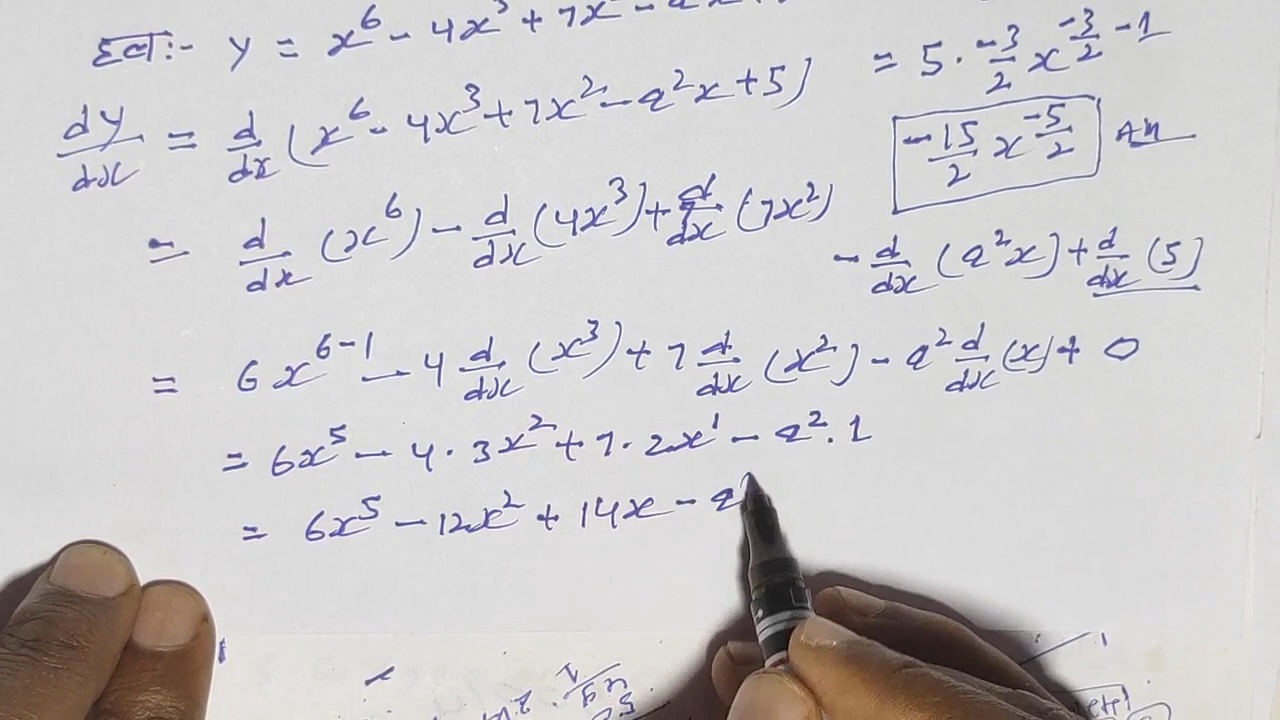 हल:- y = x⁶ - 4x³ + 7x
dy/dx = d/dx (x⁶ - 4x³ + 7x² - a²x + 5)
= d/dx (x⁶) - d/dx (4x³) + d/dx (7x²)
- d/dx (a²x) + d/dx (5)
= 6x⁶⁻¹ - 4 d/dx (x³) + 7 d/dx (x²) - a² d/dx (x) + 0
= 6x⁵ - 4·3x² + 7·2x¹ - a².1
= 6x⁵ - 12x² + 14x - a
= 5·-3/2 x^(-3/2 - 1)
-15/2 x^(-5/2) An